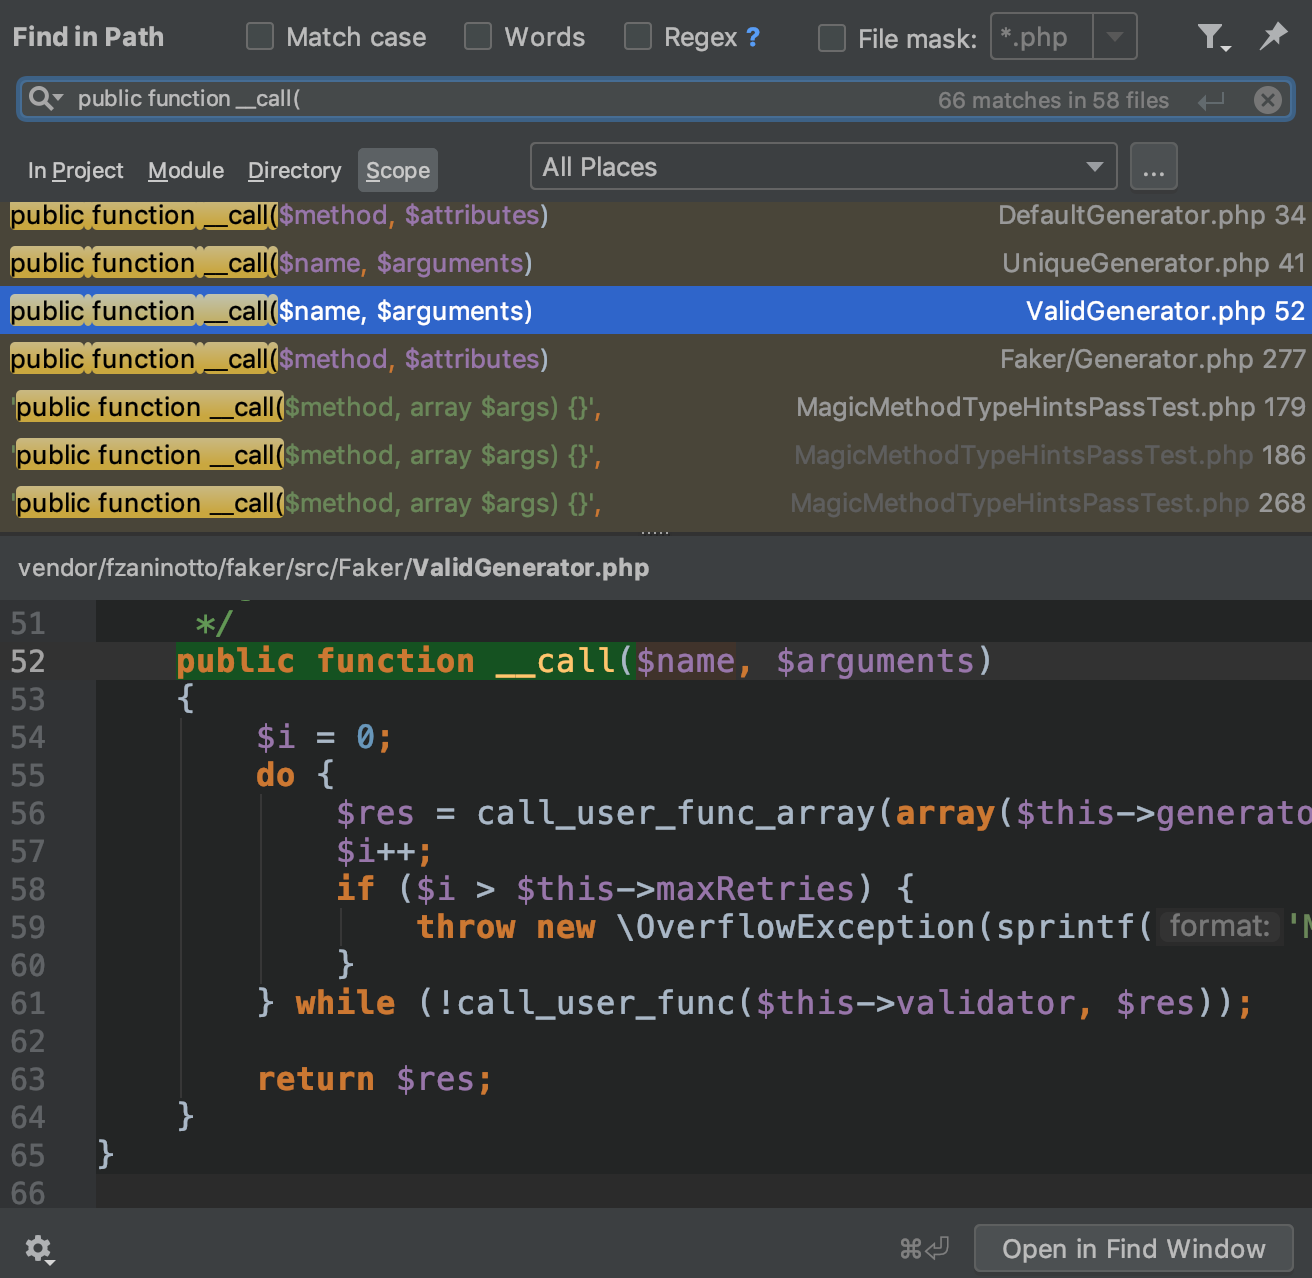 Find in Path Match case Words Regex ? File mask: *.php
public function __call( 66 matches in 58 files
In Project Module Directory Scope All Places ...
public function __call($method, $attributes) DefaultGenerator.php 34
public function __call($name, $arguments) UniqueGenerator.php 41
public function __call($name, $arguments) ValidGenerator.php 52
public function __call($method, $attributes) Faker/Generator.php 277
'public function __call($method, array $args) {}', MagicMethodTypeHintsPassTest.php 179
'public function __call($method, array $args) {}', MagicMethodTypeHintsPassTest.php 186
'public function __call($method, array $args) {}', MagicMethodTypeHintsPassTest.php 268
vendor/fzaninotto/faker/src/Faker/ValidGenerator.php
51 */
52 public function __call($name, $arguments)
53 {
54 $i = 0;
55 do {
56 $res = call_user_func_array(array($this->generato
57 $i++;
58 if ($i > $this->maxRetries) {
59 throw new \OverflowException(sprintf( format: 'M
60 }
61 } while (!call_user_func($this->validator, $res));
62
63 return $res;
64 }
65 }
66
⌘⏎ Open in Find Window